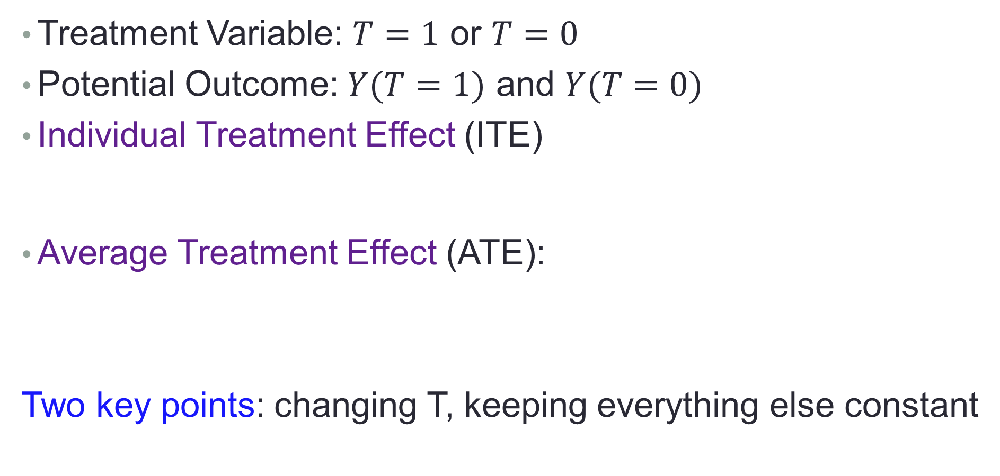 • Treatment Variable: T = 1 or T = 0
• Potential Outcome: Y(T = 1) and Y(T = 0)
• Individual Treatment Effect (ITE)
• Average Treatment Effect (ATE):
Two key points: changing T, keeping everything else constant